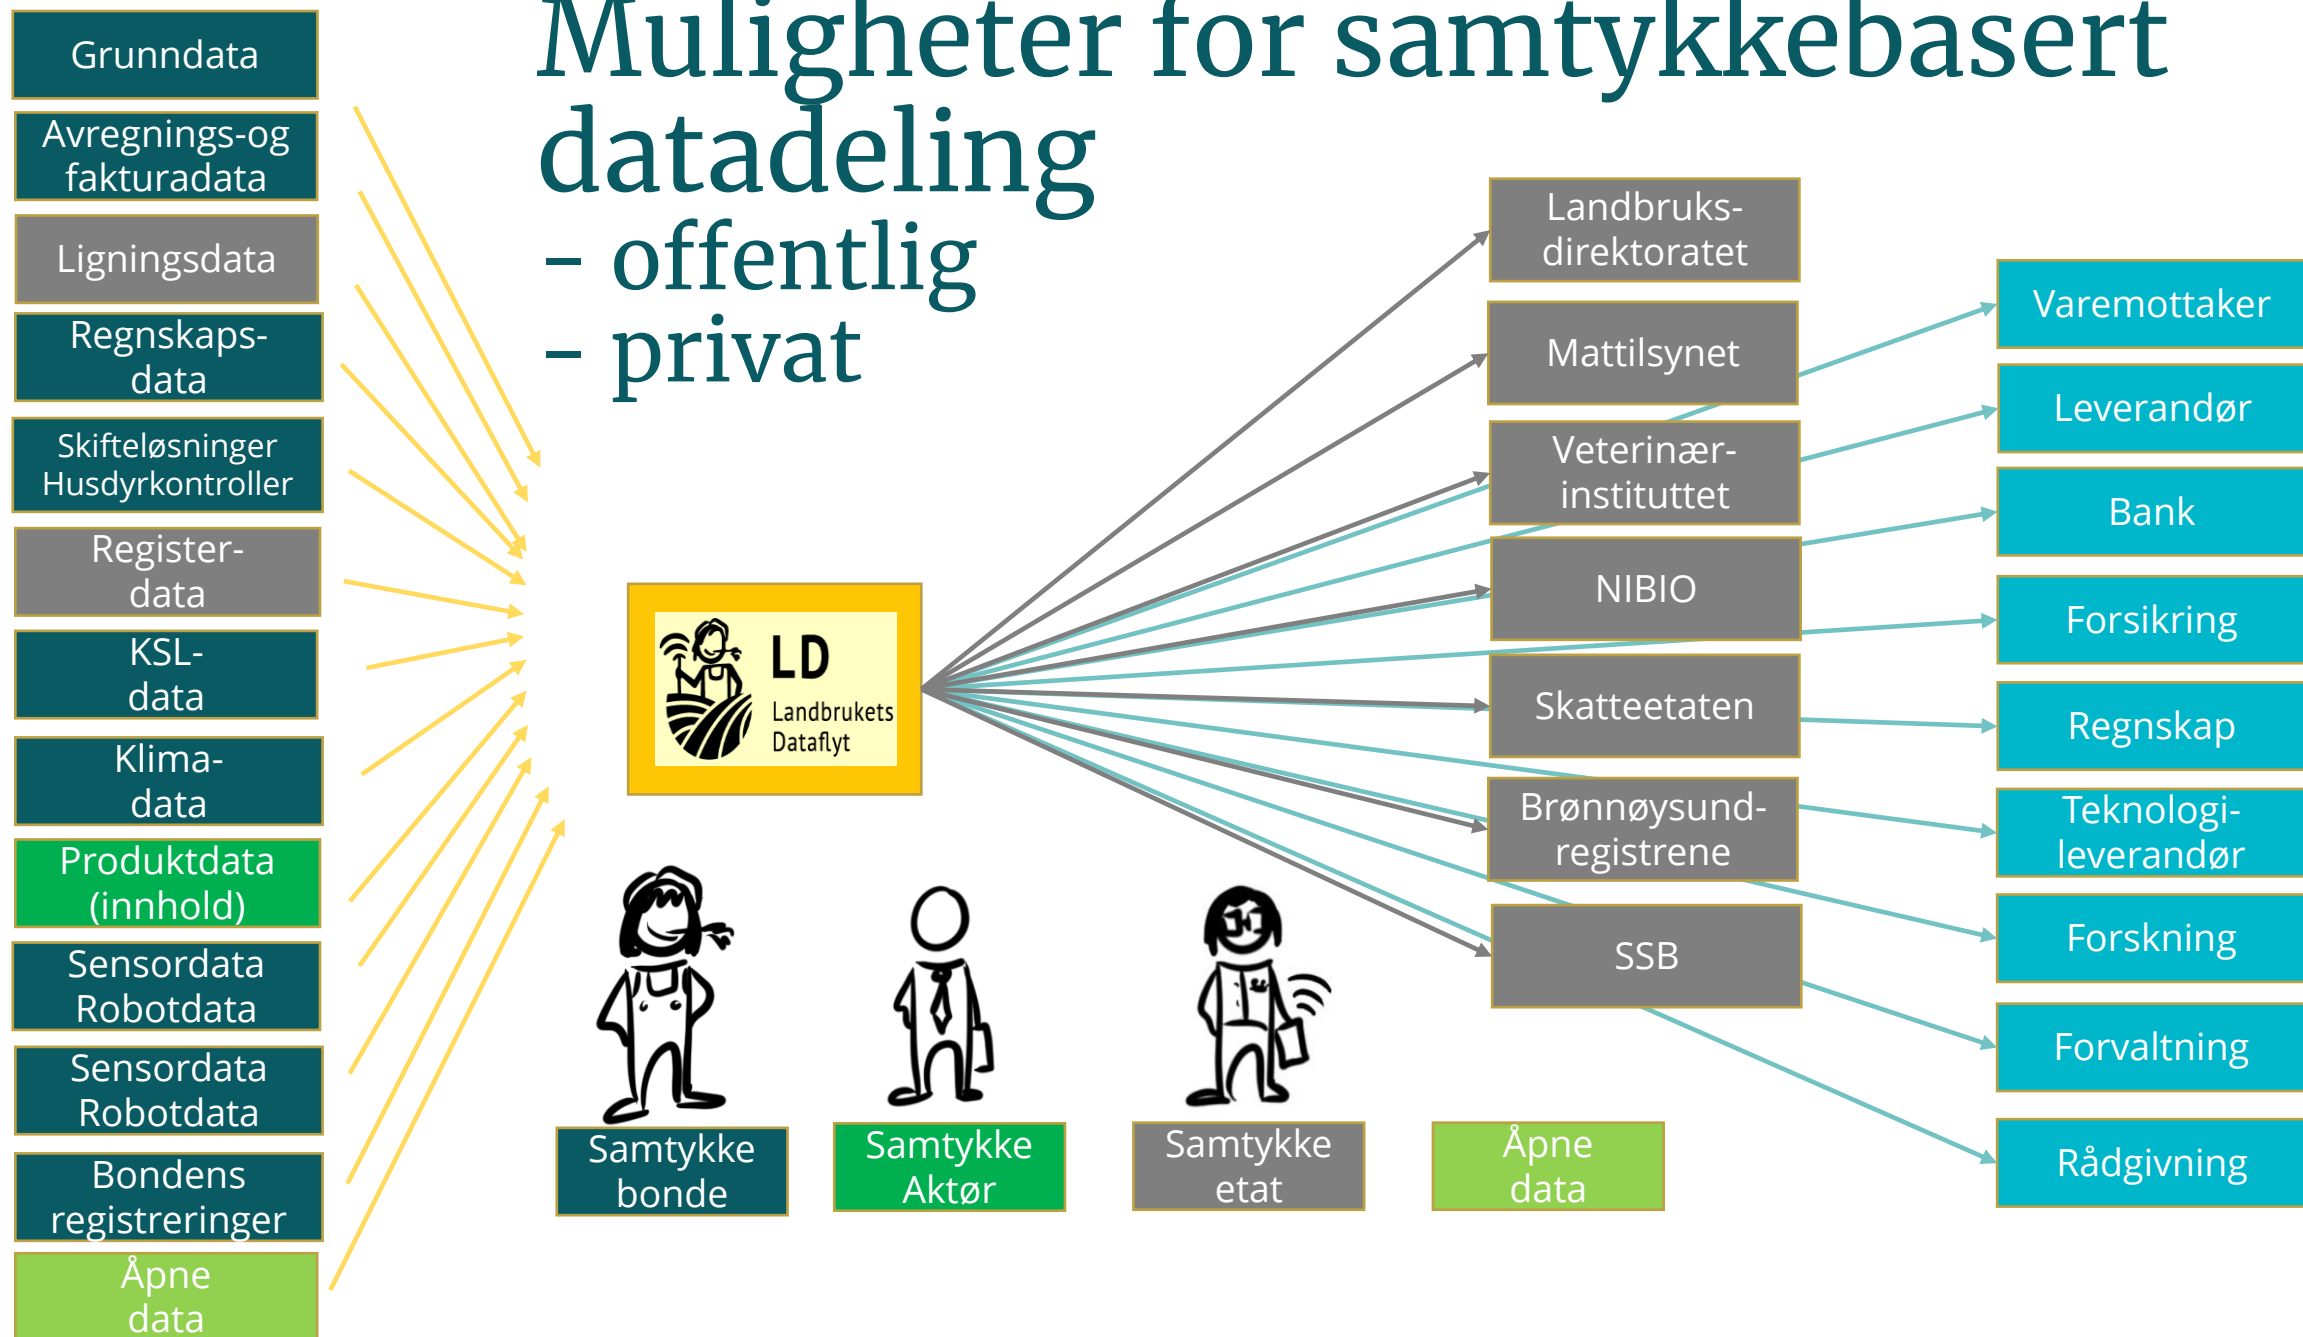 Muligheter for samtykkebasert
datadeling
- offentlig
- privat
Grunndata
Avregnings-og
fakturadata
Ligningsdata
Regnskaps-
data
Skifteløsninger
Husdyrkontroller
Register-
data
KSL-
data
Klima-
data
Produktdata
(innhold)
Sensordata
Robotdata
Sensordata
Robotdata
Bondens
registreringer
Åpne
data
LD
Landbrukets
Dataflyt
Samtykke
bonde
Samtykke
Aktør
Samtykke
etat
Åpne
data
Landbruks-
direktoratet
Mattilsynet
Veterinær-
instituttet
NIBIO
Skatteetaten
Brønnøysund-
registrene
SSB
Varemottaker
Leverandør
Bank
Forsikring
Regnskap
Teknologi-
leverandør
Forskning
Forvaltning
Rådgivning